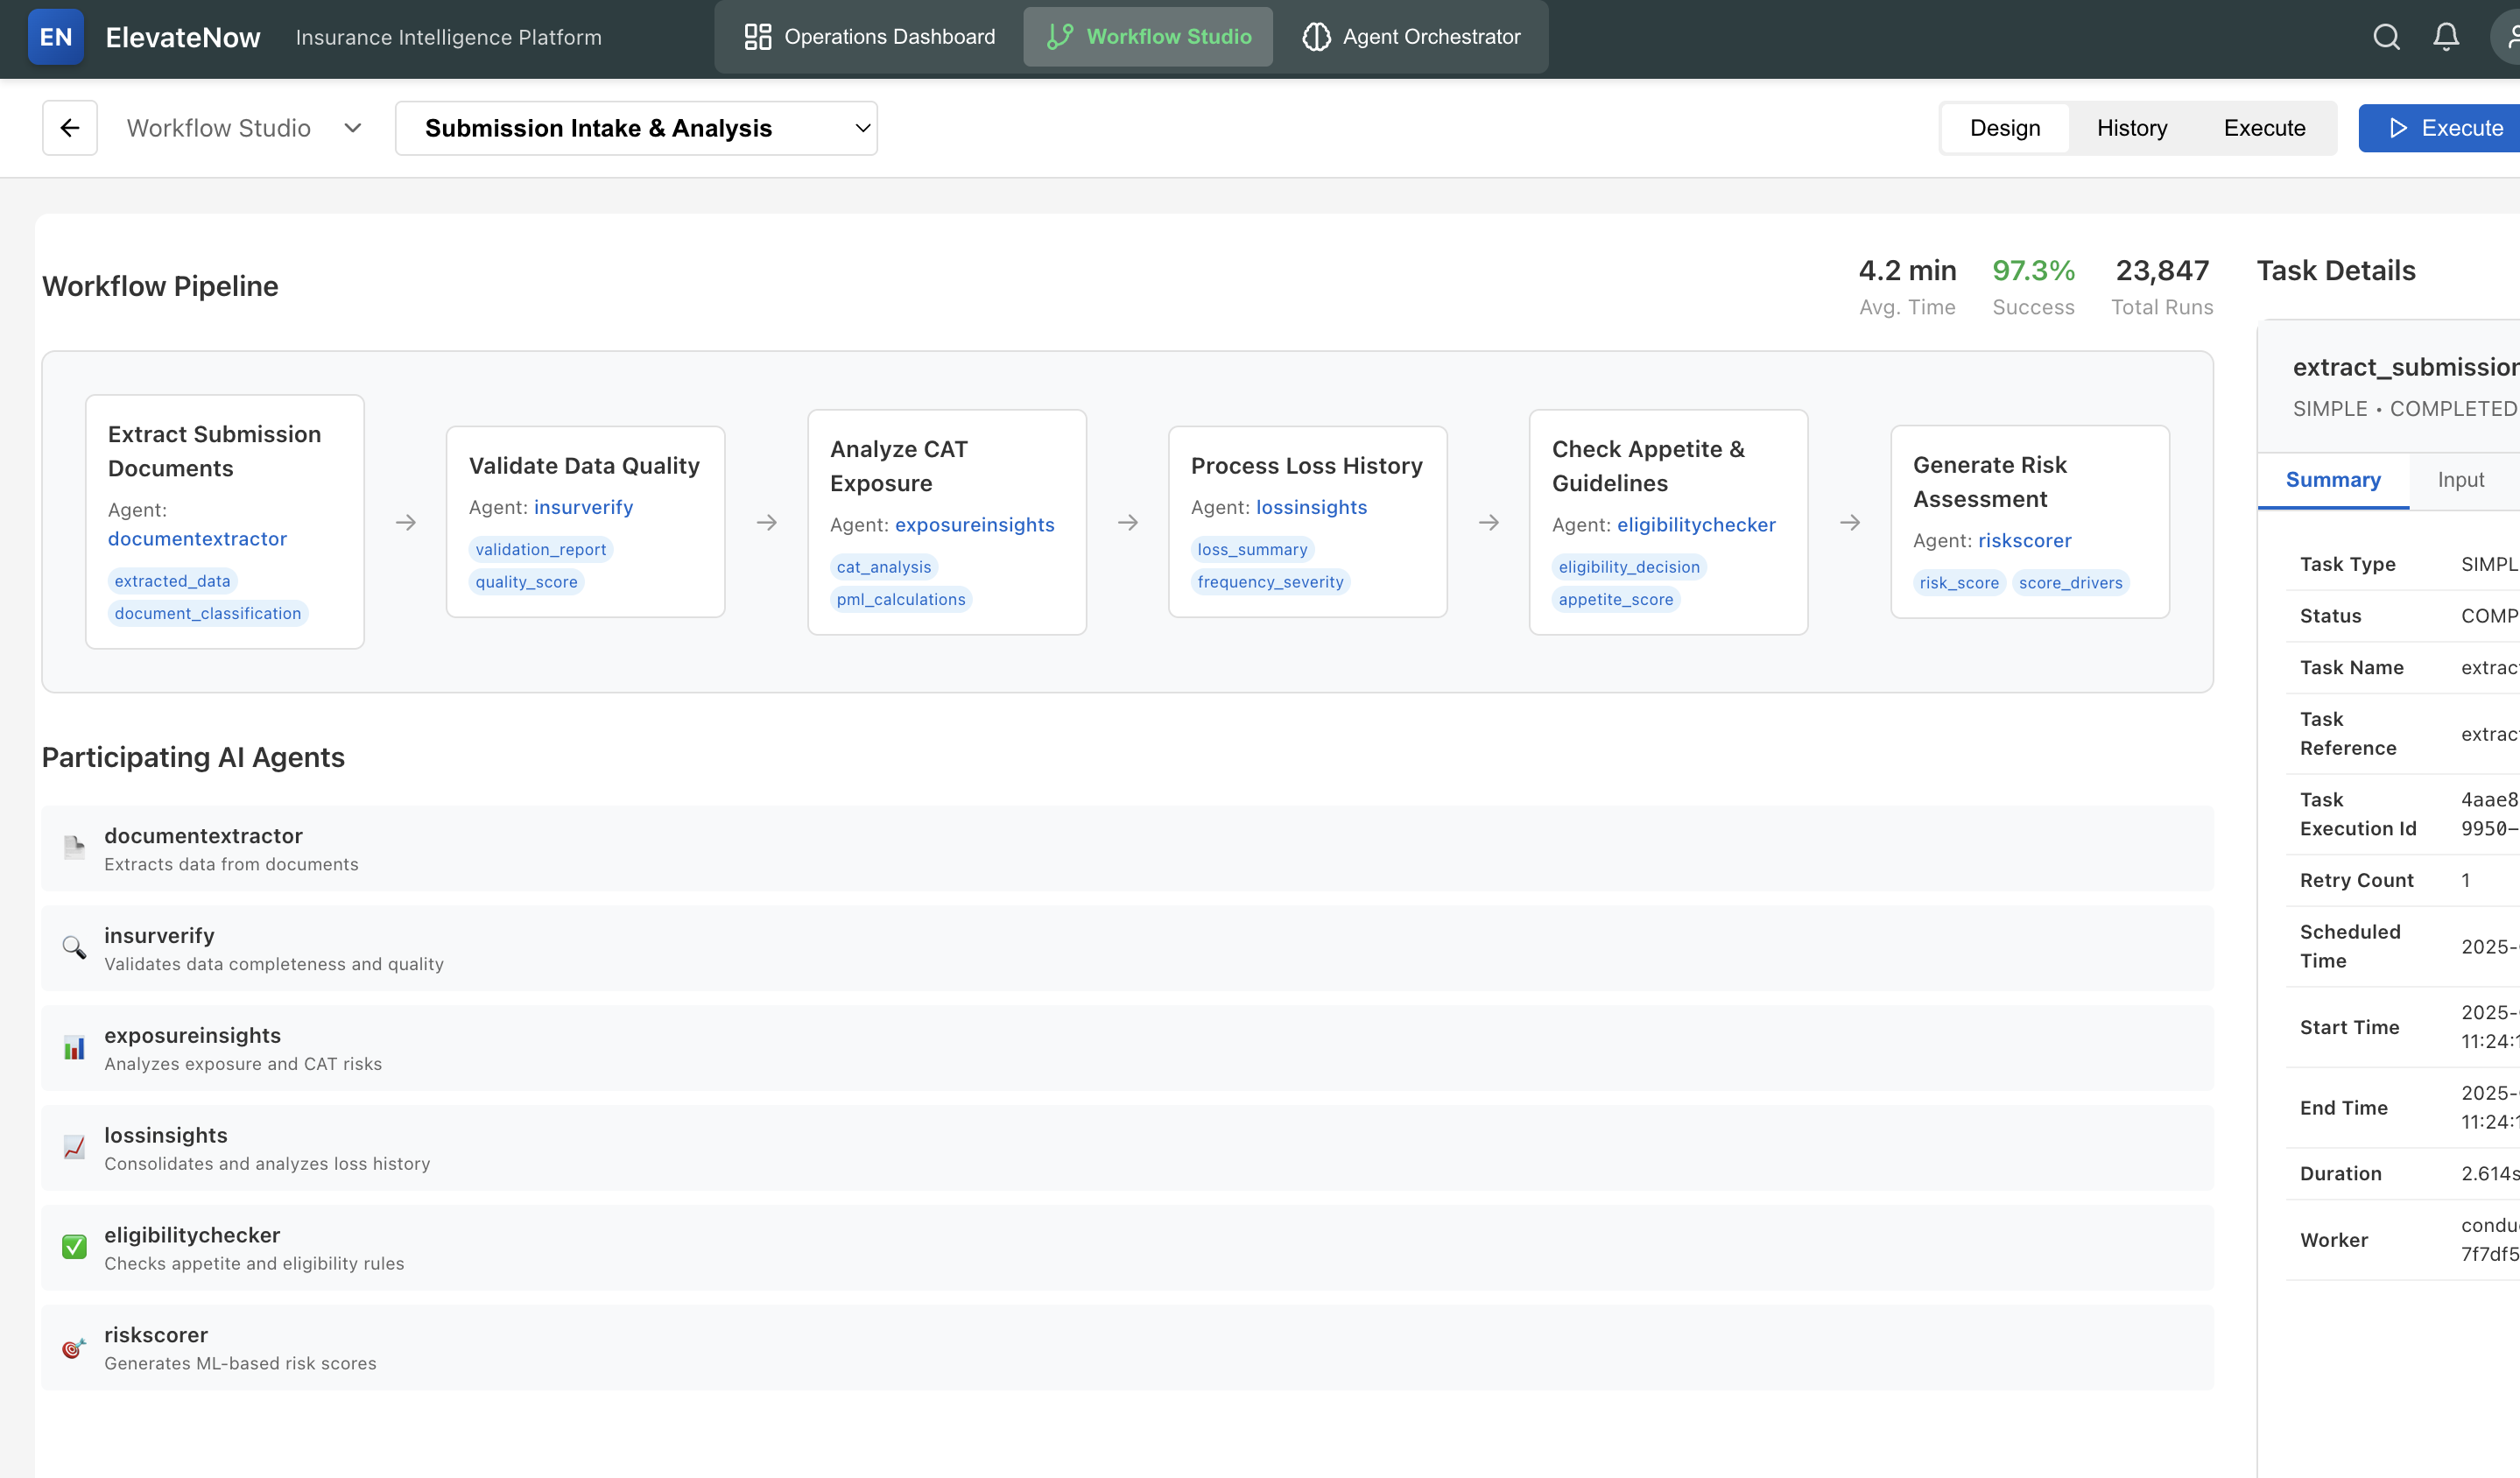 EN ElevateNow Insurance Intelligence Platform Operations Dashboard Workflow Studio Agent Orchestrator
Workflow Studio Submission Intake & Analysis Design History Execute Execute
Workflow Pipeline
4.2 min 97.3% 23,847
Avg. Time Success Total Runs
Extract Submission
Documents
Agent:
documentextractor
extracted_data
document_classification
Validate Data Quality
Agent: insurverify
validation_report
quality_score
Analyze CAT
Exposure
Agent: exposureinsights
cat_analysis
pml_calculations
Process Loss History
Agent: lossinsights
loss_summary
frequency_severity
Check Appetite &
Guidelines
Agent: eligibilitychecker
eligibility_decision
appetite_score
Generate Risk
Assessment
Agent: riskscorer
risk_score score_drivers
Participating AI Agents
documentextractor
Extracts data from documents
insurverify
Validates data completeness and quality
exposureinsights
Analyzes exposure and CAT risks
lossinsights
Consolidates and analyzes loss history
eligibilitychecker
Checks appetite and eligibility rules
riskscorer
Generates ML-based risk scores
Task Details
extract_submission
SIMPLE • COMPLETED
Summary Input
Task Type SIMPL
Status COMP
Task Name extrac
Task
Reference
extrac
Task
Execution Id
4aae8
9950-
Retry Count 1
Scheduled
Time
2025-
Start Time
2025-
11:24:1
End Time
2025-
11:24:1
Duration 2.614s
Worker
condu
7f7df5